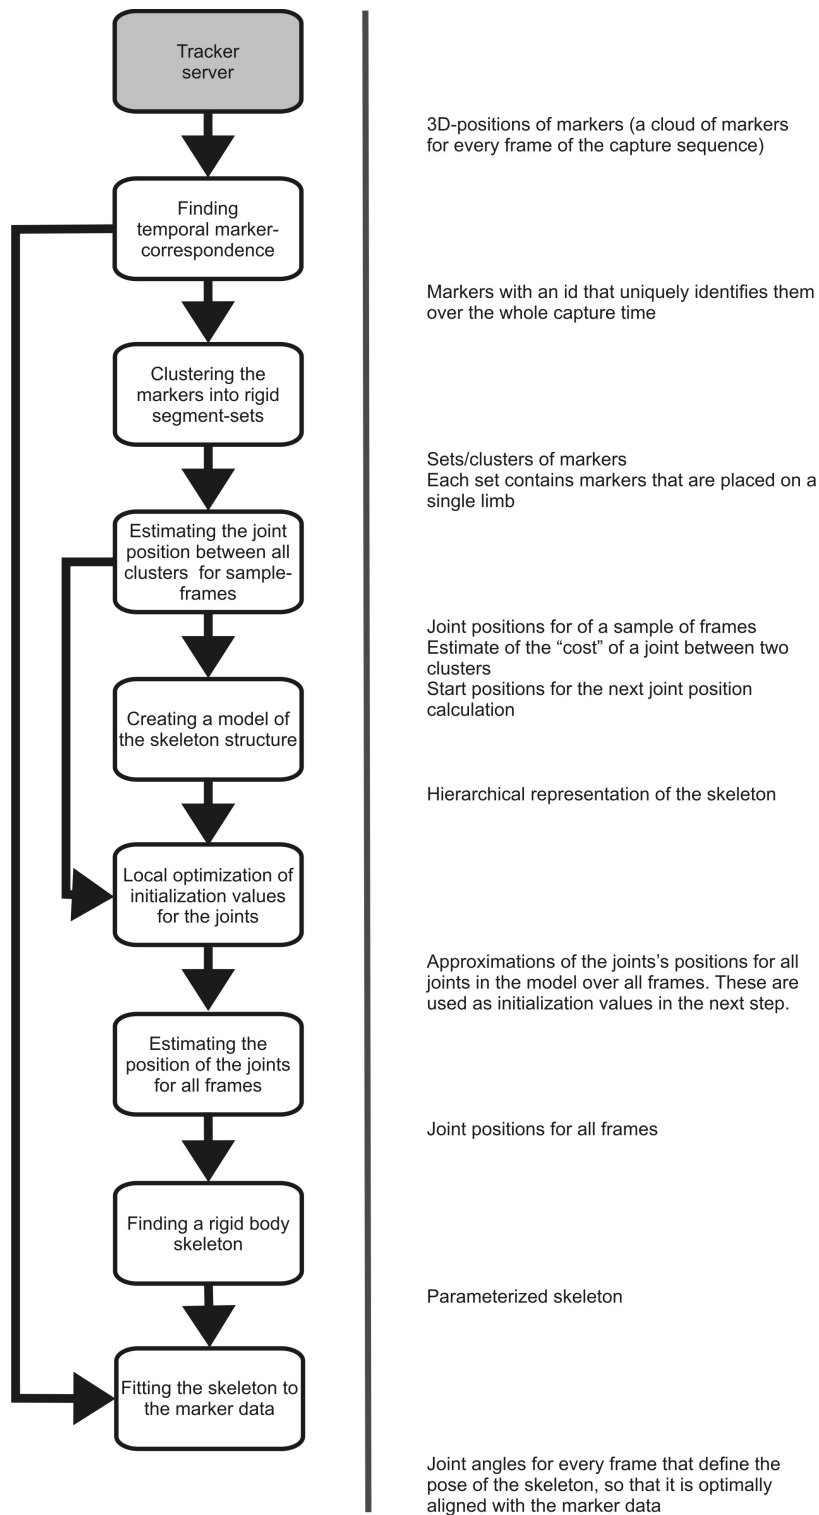 Tracker
server
3D-positions of markers (a cloud of markers
for every frame of the capture sequence)
Finding
temporal marker-
correspondence
Markers with an id that uniquely identifies them
over the whole capture time
Clustering the
markers into rigid
segment-sets
Sets/clusters of markers
Each set contains markers that are placed on a
single limb
Estimating the joint
position between all
clusters for sample-
frames
Joint positions for of a sample of frames
Estimate of the “cost” of a joint between two
clusters
Start positions for the next joint position
calculation
Creating a model of
the skeleton structure
Hierarchical representation of the skeleton
Local optimization of
initialization values
for the joints
Approximations of the joints’s positions for all
joints in the model over all frames. These are
used as initialization values in the next step.
Estimating the
position of the joints
for all frames
Joint positions for all frames
Finding a rigid body
skeleton
Parameterized skeleton
Fitting the skeleton to
the marker data
Joint angles for every frame that define the
pose of the skeleton, so that it is optimally
aligned with the marker data